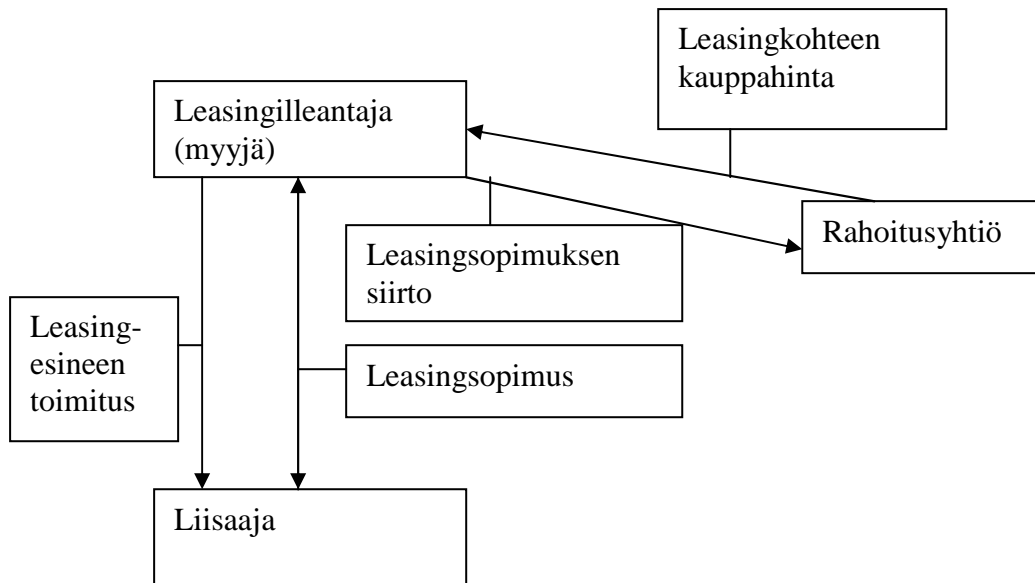 Leasingkohteen
kauppahinta
Leasingilleantaja
(myyjä)
Rahoitusyhtiö
Leasingsopimuksen
siirto
Leasing-
esineen
toimitus
Leasingsopimus
Liisaaja